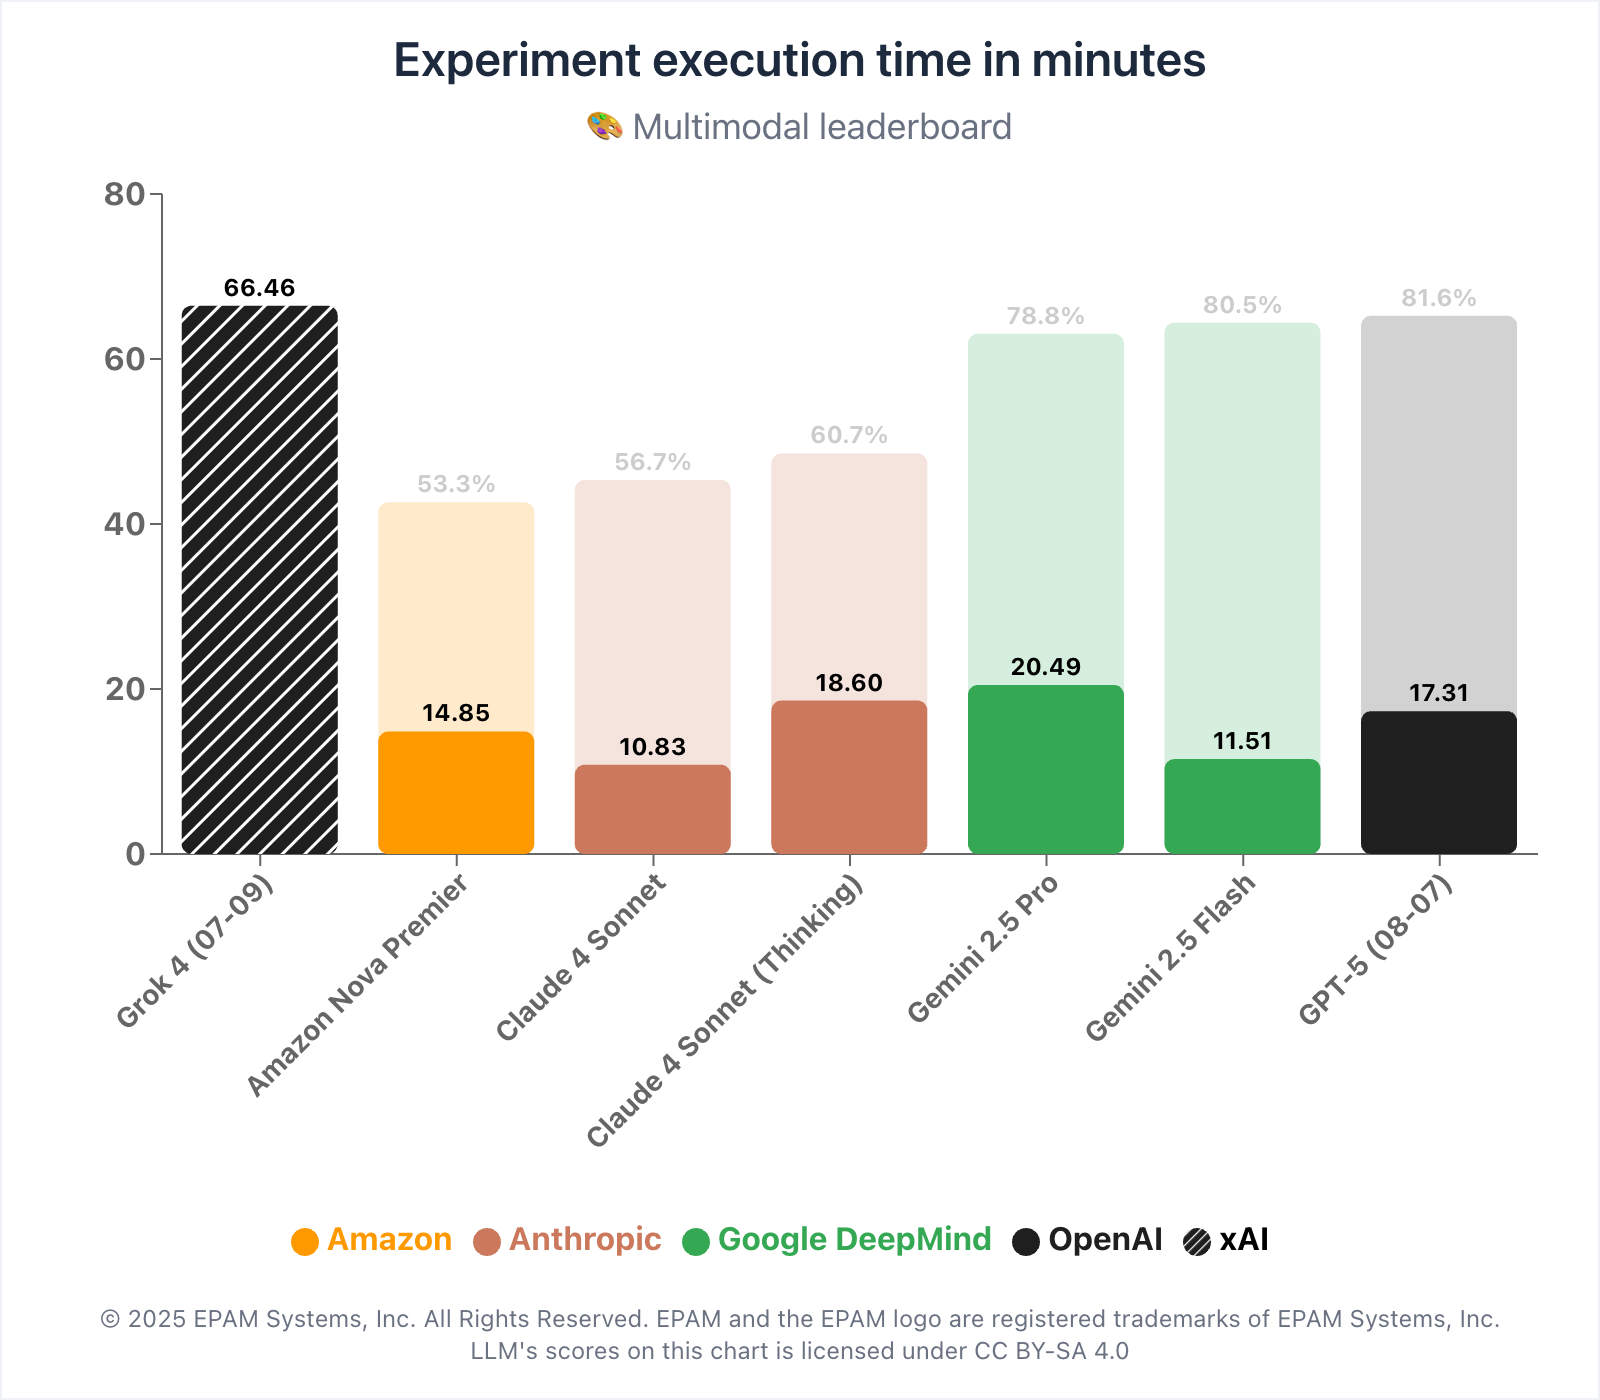 Experiment execution time in minutes
🎨 Multimodal leaderboard
80
60
40
20
0
66.46
53.3%
14.85
56.7%
10.83
60.7%
18.60
78.8%
20.49
80.5%
11.51
81.6%
17.31
Grok 4 (07-09)
Amazon Nova Premier
Claude 4 Sonnet
Claude 4 Sonnet (Thinking)
Gemini 2.5 Pro
Gemini 2.5 Flash
GPT-5 (08-07)
Amazon Anthropic Google DeepMind OpenAI xAI
© 2025 EPAM Systems, Inc. All Rights Reserved. EPAM and the EPAM logo are registered trademarks of EPAM Systems, Inc.
LLM's scores on this chart is licensed under CC BY-SA 4.0